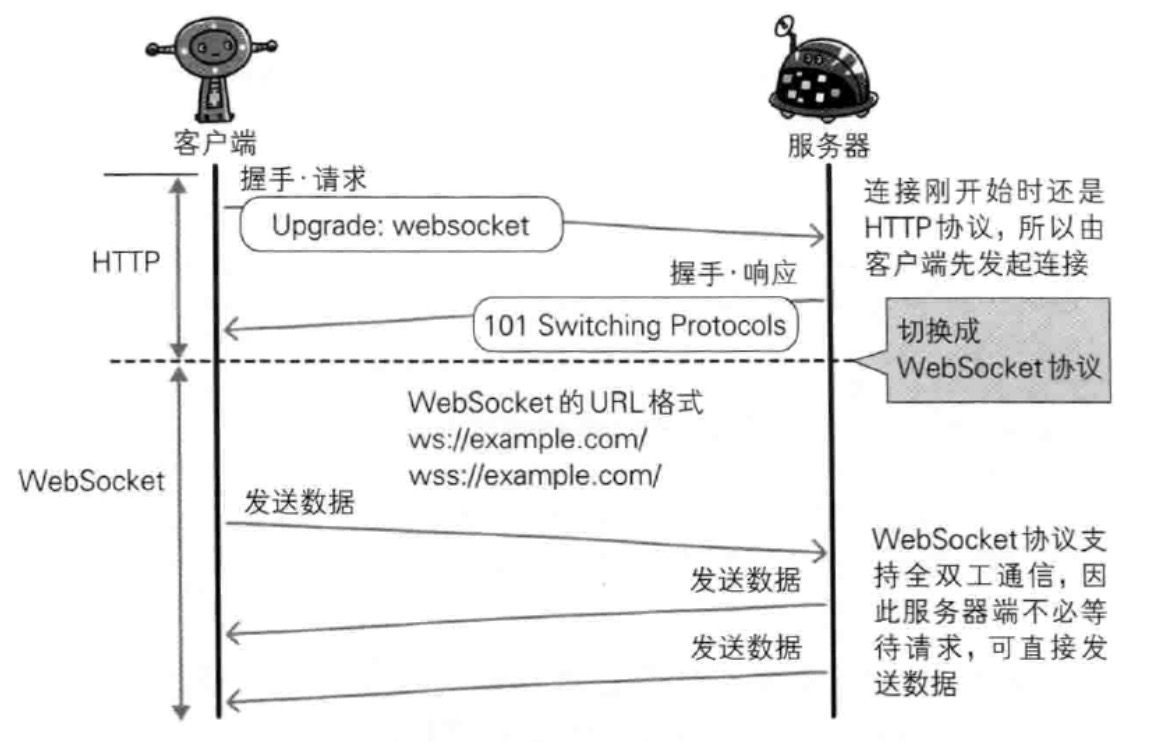 客户端
服务器
握手·请求
Upgrade: websocket
连接刚开始时还是
HTTP协议，所以由
客户端先发起连接
HTTP
握手·响应
101 Switching Protocols
切换成
WebSocket协议
WebSocket的URL格式
ws://example.com/
wss://example.com/
WebSocket
发送数据
WebSocket协议支
持全双工通信，因
此服务器端不必等
待请求，可直接发
送数据
发送数据
发送数据